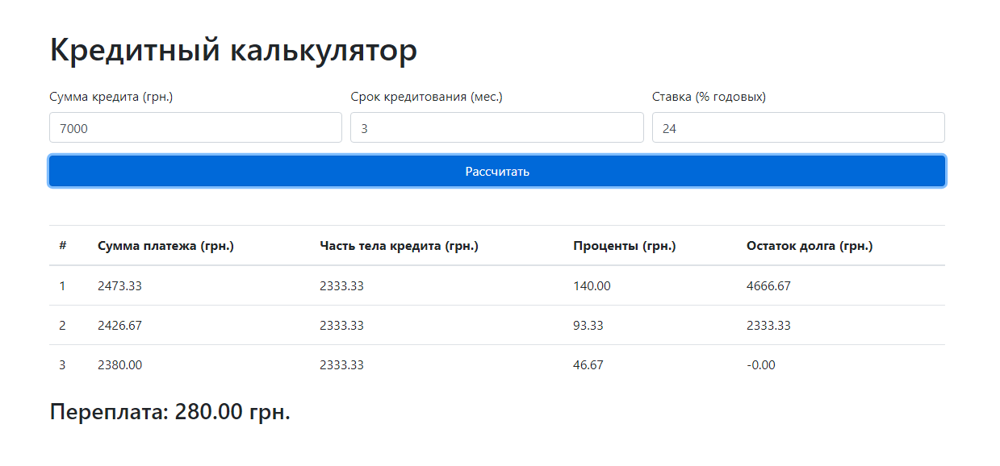 Кредитный калькулятор
Сумма кредита (грн.) Срок кредитования (мес.) Ставка (% годовых)
7000 3 24
Рассчитать
# Сумма платежа (грн.) Часть тела кредита (грн.) Проценты (грн.) Остаток долга (грн.)
1 2473.33 2333.33 140.00 4666.67
2 2426.67 2333.33 93.33 2333.33
3 2380.00 2333.33 46.67 -0.00
Переплата: 280.00 грн.